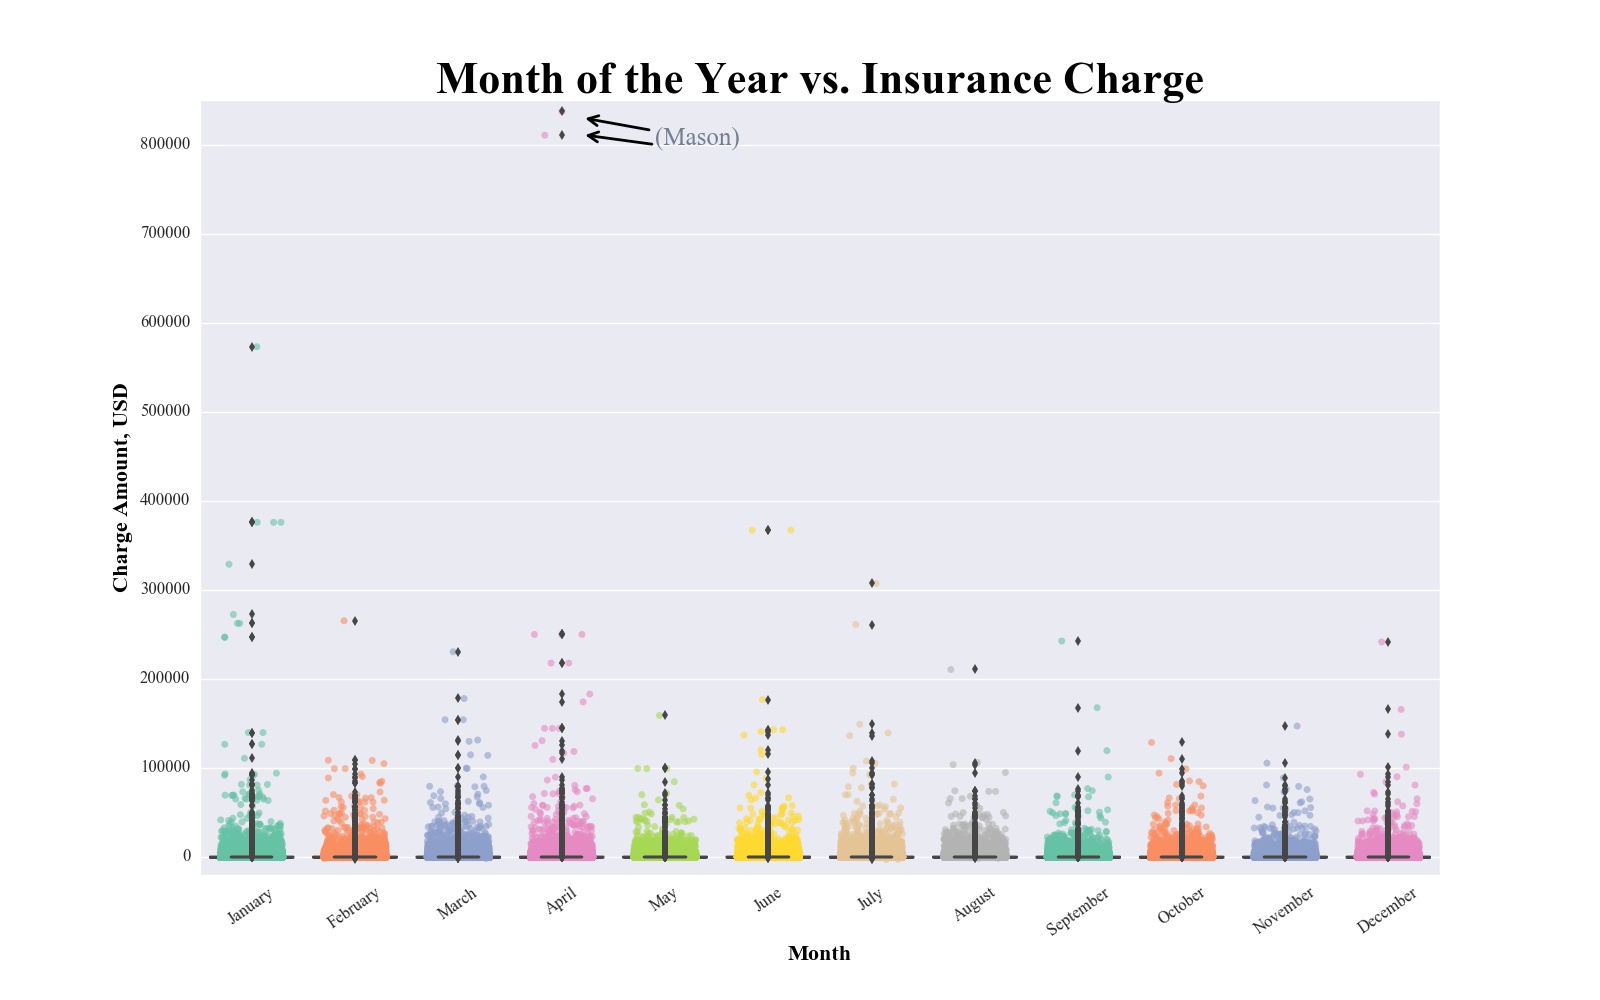 Month of the Year vs. Insurance Charge
(Mason)
800000
700000
600000
500000
400000
300000
200000
100000
0
Charge Amount, USD
January February March April May June July August September October November December
Month